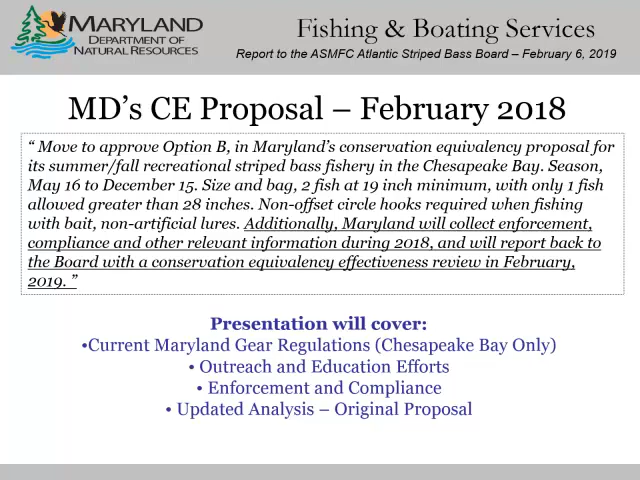 MARYLAND
DEPARTMENT OF
NATURAL RESOURCES
Fishing & Boating Services
Report to the ASMFC Atlantic Striped Bass Board – February 6, 2019
MD's CE Proposal – February 2018
“ Move to approve Option B, in Maryland's conservation equivalency proposal for
its summer/fall recreational striped bass fishery in the Chesapeake Bay. Season,
May 16 to December 15. Size and bag, 2 fish at 19 inch minimum, with only 1 fish
allowed greater than 28 inches. Non-offset circle hooks required when fishing
with bait, non-artificial lures. Additionally, Maryland will collect enforcement,
compliance and other relevant information during 2018, and will report back to
the Board with a conservation equivalency effectiveness review in February,
2019. ”
Presentation will cover:
•Current Maryland Gear Regulations (Chesapeake Bay Only)
• Outreach and Education Efforts
• Enforcement and Compliance
• Updated Analysis – Original Proposal